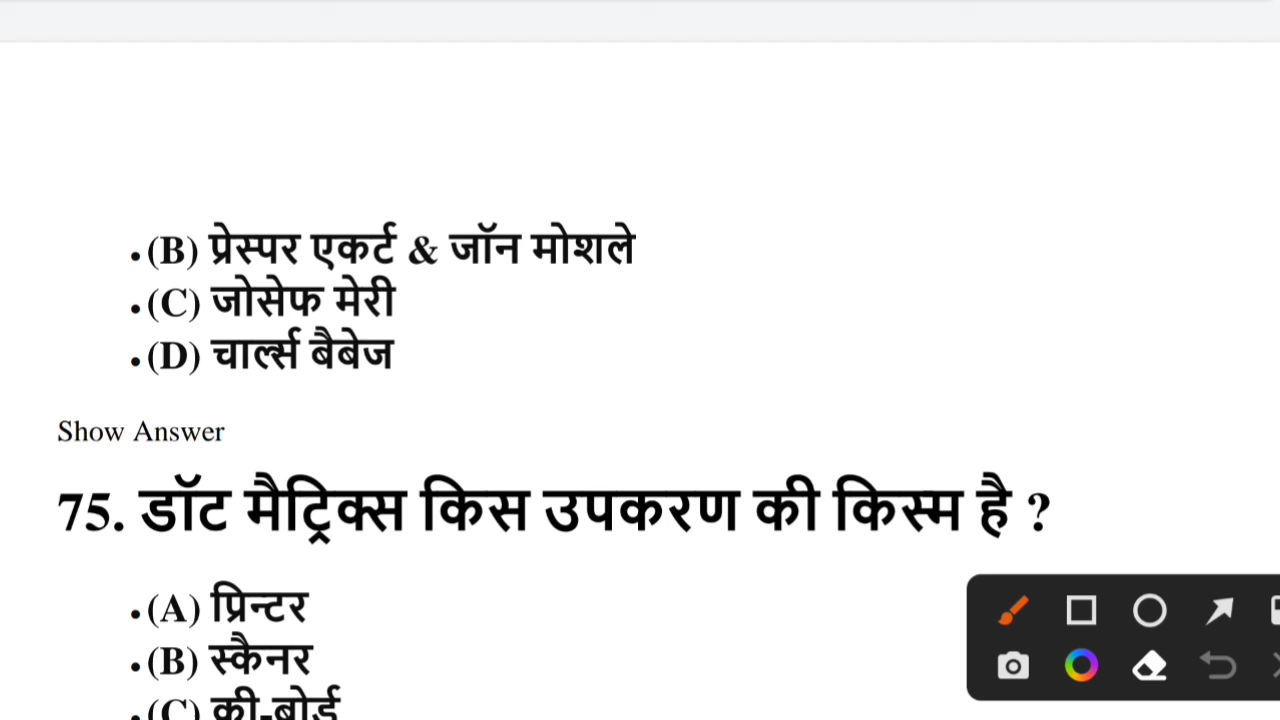 • (B) प्रेस्पर एकर्ट & जॉन मोशले
• (C) जोसेफ मेरी
• (D) चार्ल्स बैबेज
Show Answer
75. डॉट मैट्रिक्स किस उपकरण की किस्म है ?
• (A) प्रिन्टर
• (B) स्कैनर
• (C) की-बोर्ड